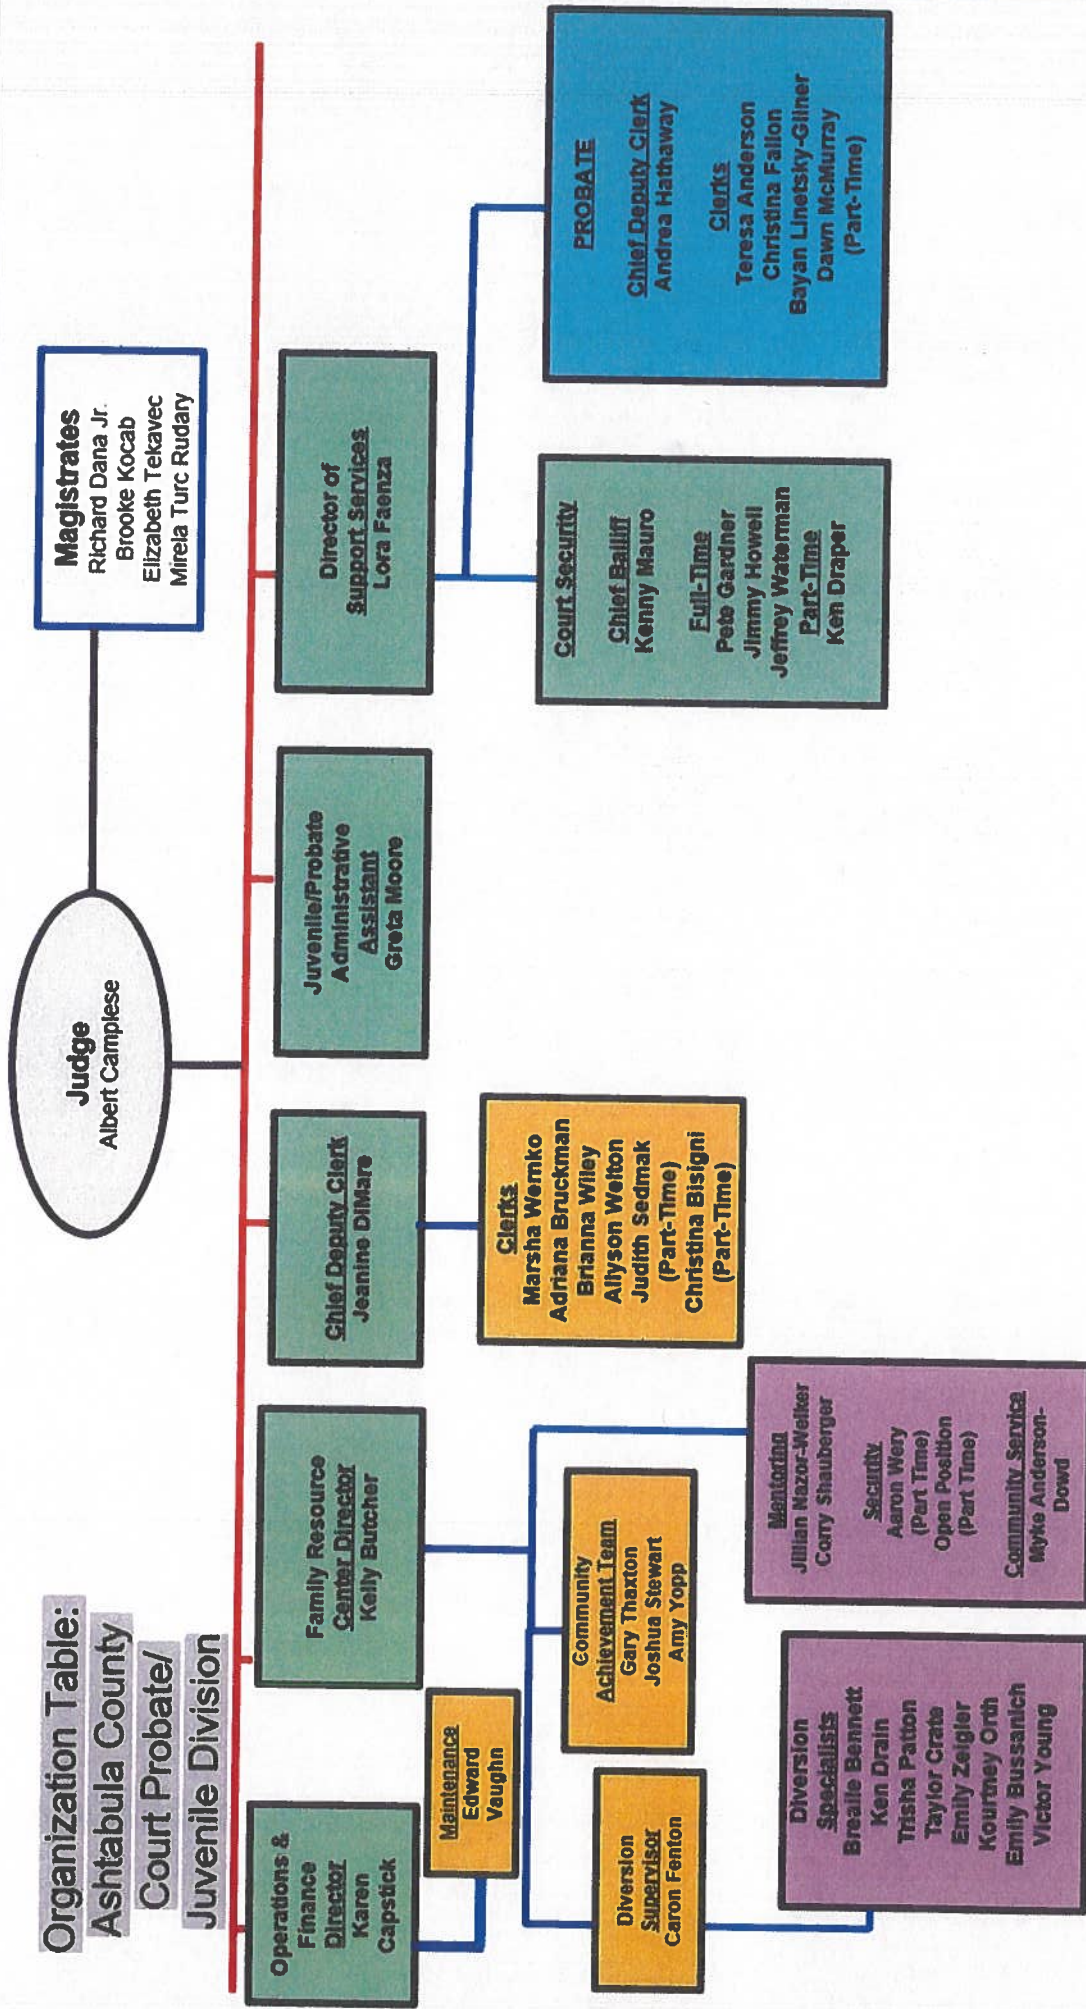 Organization Table:
Ashtabula County
Court Probate/
Juvenile Division
Judge
Albert Camplese
Magistrates
Richard Dana Jr.
Brooke Kocab
Elizabeth Tekavec
Mirela Turc Rudary
Operations &
Finance
Director
Karen
Capstick
Maintenance
Edward
Vaughn
Family Resource
Center Director
Kelly Butcher
Chief Deputy Clerk
Jeanine DiMare
Juvenile/Probate
Administrative
Assistant
Greta Moore
Director of
Support Services
Lora Faenza
Diversion
Supervisor
Caron Fenton
Community
Achievement Team
Gary Thaxton
Joshua Stewart
Amy Yopp
Clerks
Marsha Wernko
Adriana Bruckman
Brianna Wiley
Allyson Welton
Judith Sedmak
(Part-Time)
Christina Bisigni
(Part-Time)
Court Security
Chief Bailiff
Kenny Mauro
Full-Time
Pete Gardner
Jimmy Howell
Jeffrey Waterman
Part-Time
Ken Draper
PROBATE
Chief Deputy Clerk
Andrea Hathaway
Clerks
Teresa Anderson
Christina Fallon
Bayan Linetsky-Gliner
Dawn McMurray
(Part-Time)
Diversion
Specialists
Brealle Bennett
Ken Drain
Trisha Patton
Taylor Crate
Emily Zeigler
Kourtney Orth
Emily Bussanich
Victor Young
Mentoring
Jillian Nazor-Welker
Corry Shauberger
Security
Aaron Wery
(Part Time)
Open Position
(Part Time)
Community Service
Myke Anderson-
Dowd